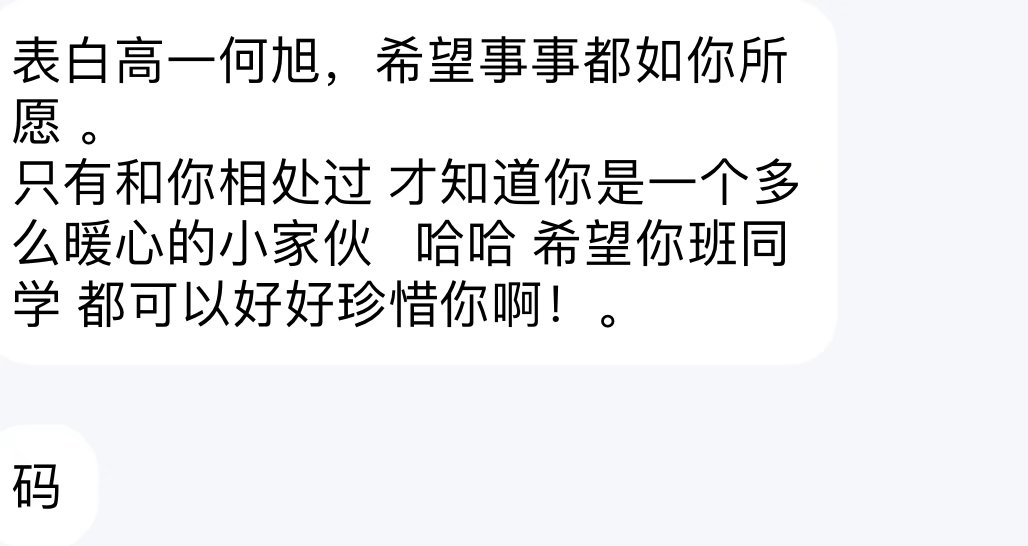 表白高一何旭，希望事事都如你所
愿 。
只有和你相处过 才知道你是一个多
么暖心的小家伙   哈哈 希望你班同
学 都可以好好珍惜你啊！ 。
码